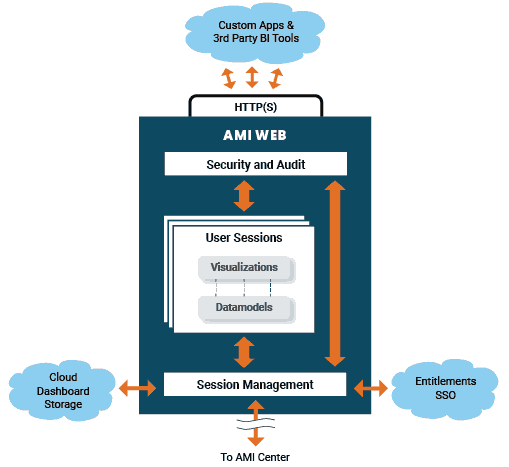 Custom Apps &
3rd Party BI Tools
HTTP(S)
AMI WEB
Security and Audit
User Sessions
Visualizations
Datamodels
Cloud
Dashboard
Storage
Session Management
Entitlements
SSO
To AMI Center